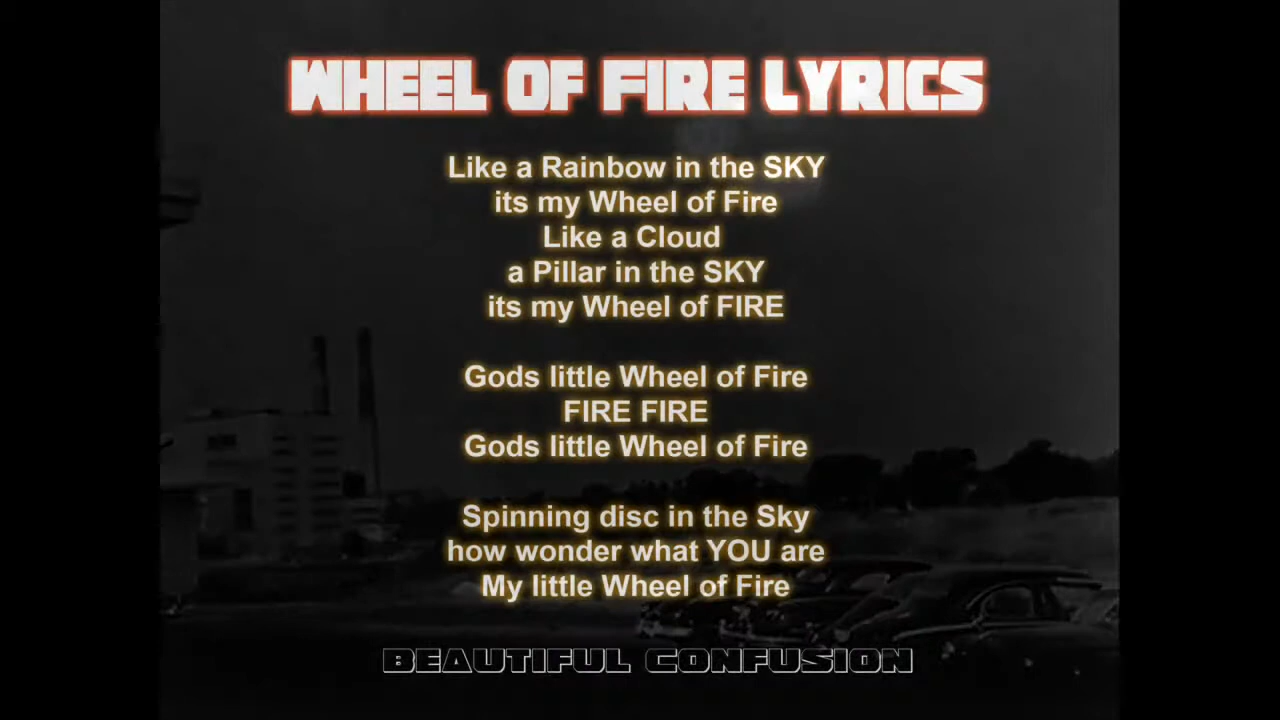 WHEEL OF FIRE LYRICS
Like a Rainbow in the SKY
its my Wheel of Fire
Like a Cloud
a Pillar in the SKY
its my Wheel of FIRE
Gods little Wheel of Fire
FIRE FIRE
Gods little Wheel of Fire
Spinning disc in the Sky
how wonder what YOU are
My little Wheel of Fire
BEAUTIFUL CONFUSION